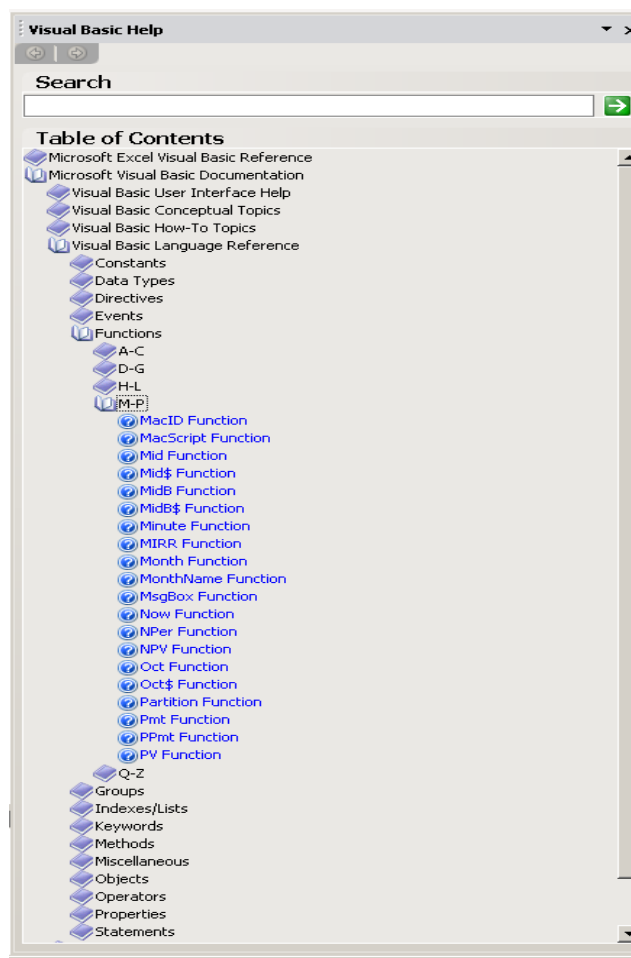 Visual Basic Help
Search
Table of Contents
Microsoft Excel Visual Basic Reference
Microsoft Visual Basic Documentation
Visual Basic User Interface Help
Visual Basic Conceptual Topics
Visual Basic How-To Topics
Visual Basic Language Reference
Constants
Data Types
Directives
Events
Functions
A-C
D-G
H-L
M-P
MacID Function
MacScript Function
Mid Function
Mid$ Function
MidB Function
MidB$ Function
Minute Function
MIRR Function
Month Function
MonthName Function
MsgBox Function
Now Function
NPer Function
NPV Function
Oct Function
Oct$ Function
Partition Function
Pmt Function
PPmt Function
PV Function
Q-Z
Groups
Indexes/Lists
Keywords
Methods
Miscellaneous
Objects
Operators
Properties
Statements